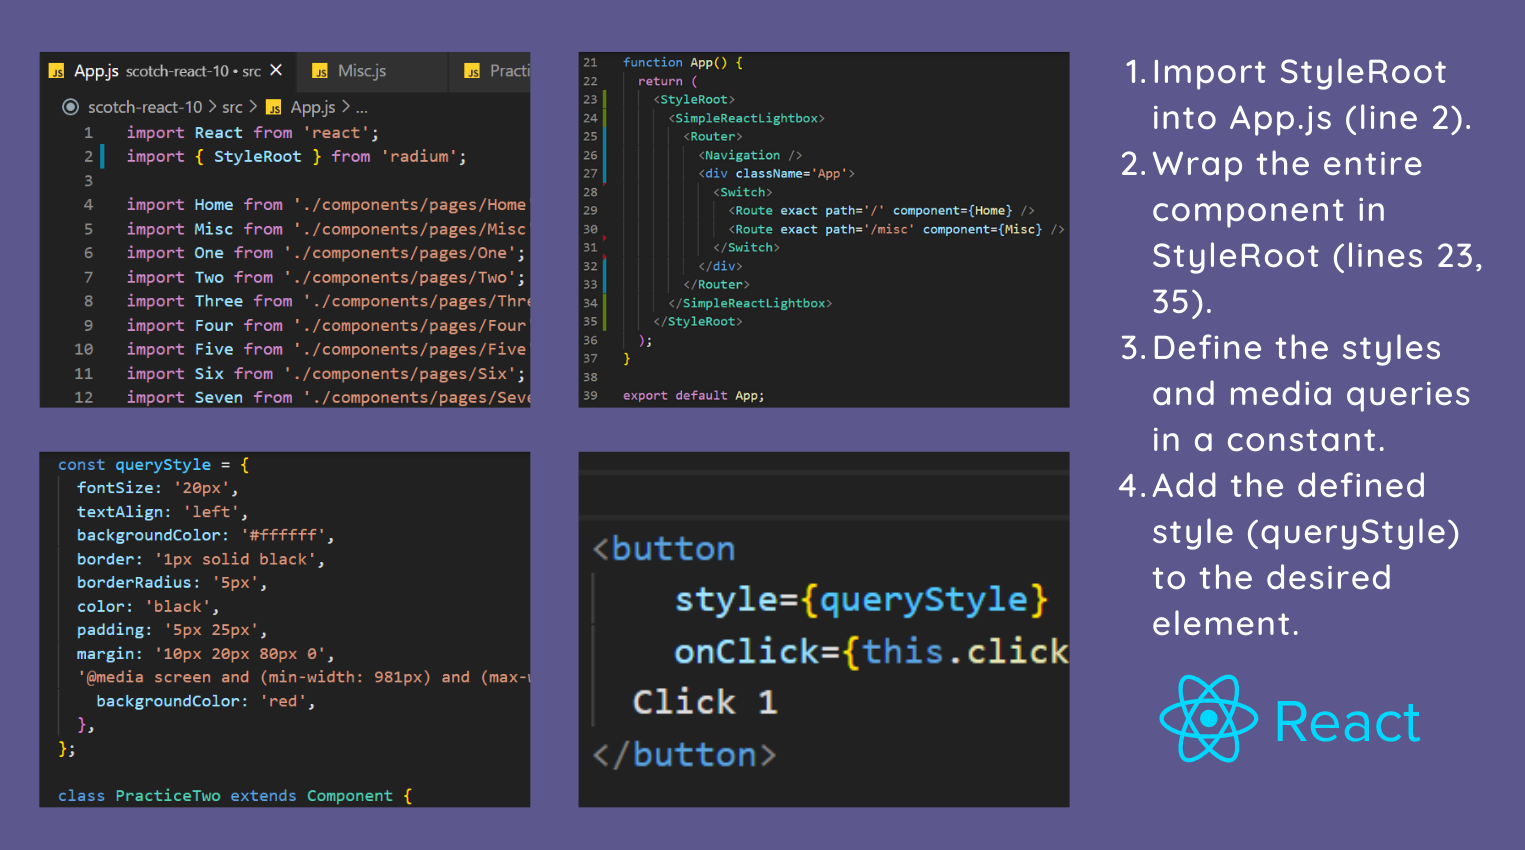 App.js scotch-react-10 • src × Misc.js Practi
scotch-react-10 > src > App.js > ...
1 import React from 'react';
2 import { StyleRoot } from 'radium';
3
4 import Home from './components/pages/Home
5 import Misc from './components/pages/Misc
6 import One from './components/pages/One';
7 import Two from './components/pages/Two';
8 import Three from './components/pages/Thre
9 import Four from './components/pages/Four
10 import Five from './components/pages/Five
11 import Six from './components/pages/Six';
12 import Seven from './components/pages/Seve
21 function App() {
22 return (
23 <StyleRoot>
24 <SimpleReactLightbox>
25 <Router>
26 <Navigation />
27 <div className='App'>
28 <Switch>
29 <Route exact path='/' component={Home} />
30 <Route exact path='/misc' component={Misc} />
31 </Switch>
32 </div>
33 </Router>
34 </SimpleReactLightbox>
35 </StyleRoot>
36 );
37 }
38
39 export default App;
const queryStyle = {
fontSize: '20px',
textAlign: 'left',
backgroundColor: '#ffffff',
border: '1px solid black',
borderRadius: '5px',
color: 'black',
padding: '5px 25px',
margin: '10px 20px 80px 0',
'@media screen and (min-width: 981px) and (max-w
backgroundColor: 'red',
},
};
class PracticeTwo extends Component {
<button
style={queryStyle}
onClick={this.click
Click 1
</button>
1. Import StyleRoot
into App.js (line 2).
2. Wrap the entire
component in
StyleRoot (lines 23,
35).
3. Define the styles
and media queries
in a constant.
4. Add the defined
style (queryStyle)
to the desired
element.
React